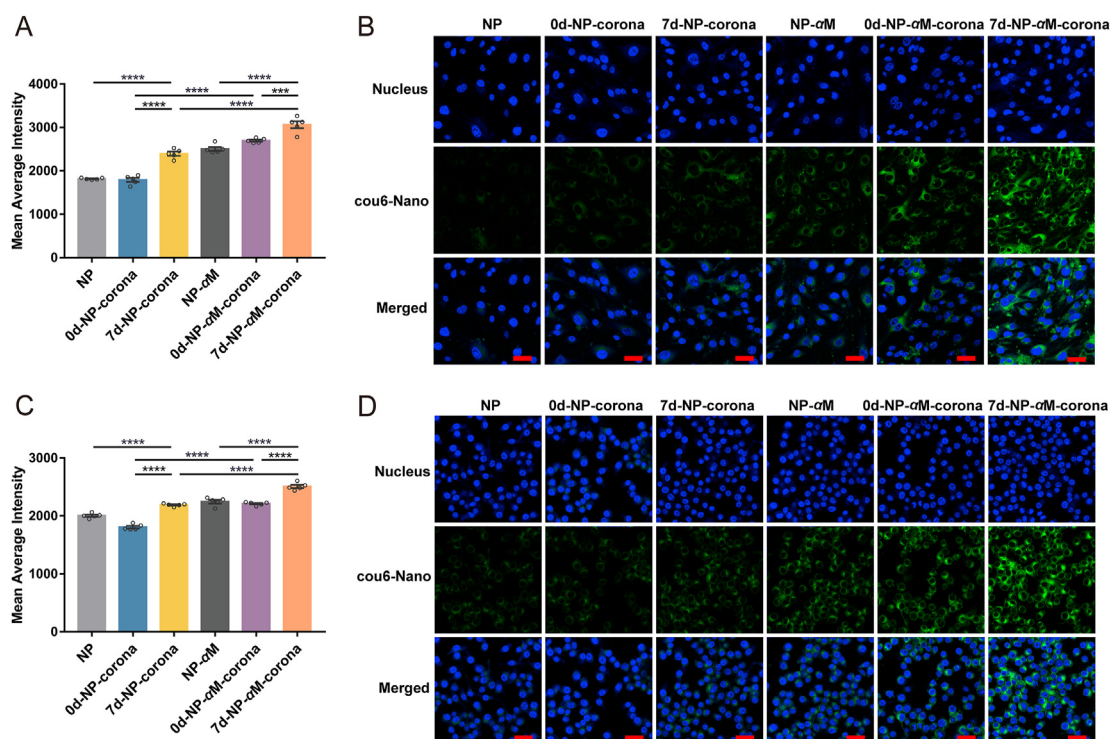 A
Mean Average Intensity
4000
3000
2000
1000
0
****
****
****
***
****
****
NP
0d-NP-corona
7d-NP-corona
NP-αM
0d-NP-αM-corona
7d-NP-αM-corona
B
NP
0d-NP-corona
7d-NP-corona
NP-αM
0d-NP-αM-corona
7d-NP-αM-corona
Nucleus
cou6-Nano
Merged
C
Mean Average Intensity
3000
2000
1000
0
****
****
****
****
****
****
NP
0d-NP-corona
7d-NP-corona
NP-αM
0d-NP-αM-corona
7d-NP-αM-corona
D
NP
0d-NP-corona
7d-NP-corona
NP-αM
0d-NP-αM-corona
7d-NP-αM-corona
Nucleus
cou6-Nano
Merged